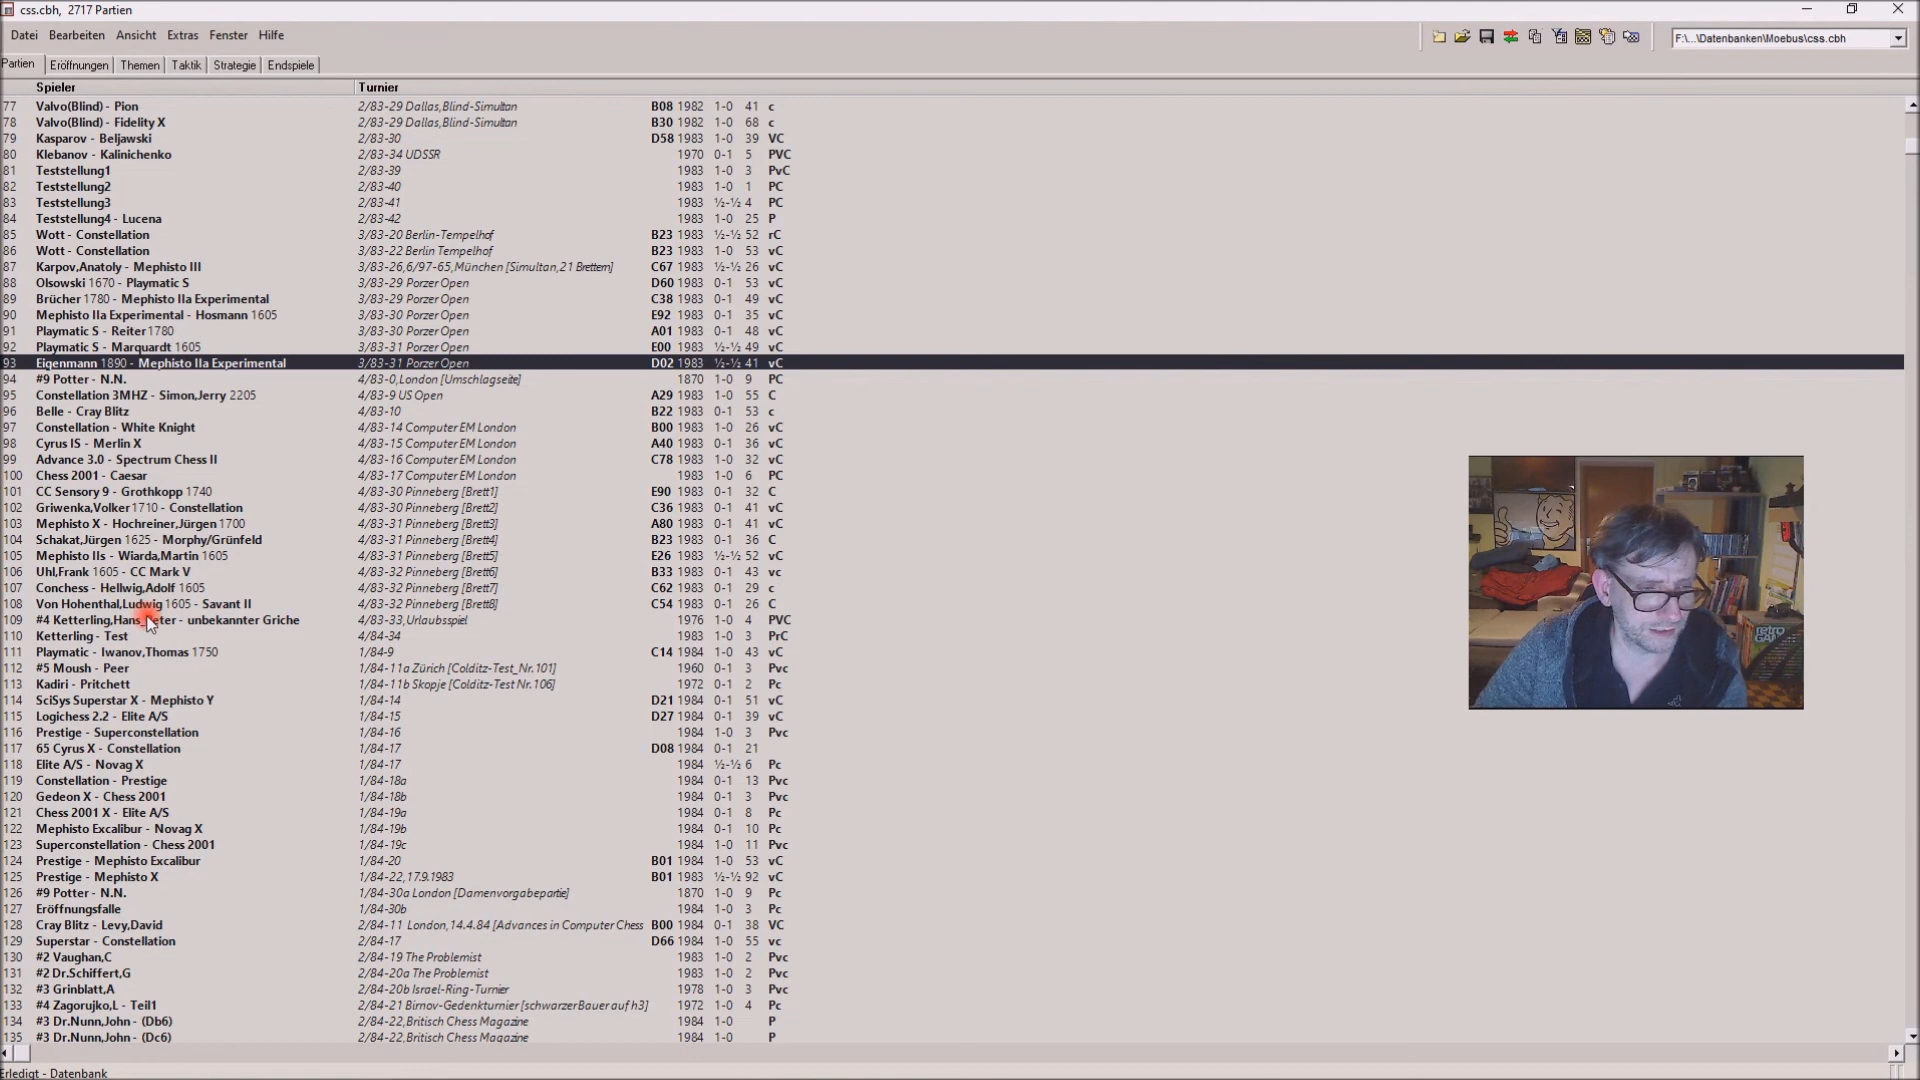 css.cbh, 2717 Partien
Datei Bearbeiten Ansicht Extras Fenster Hilfe
F:\...\Datenbanken\Moebus\css.cbh
Partien Eröffnungen Themen Taktik Strategie Endspiele
Spieler Turnier
77 Valvo(Blind) - Pion 2/83-29 Dallas,Blind-Simultan B08 1982 1-0 41 c
78 Valvo(Blind) - Fidelity X 2/83-29 Dallas,Blind-Simultan B30 1982 1-0 68 c
79 Kasparov - Beljawski 2/83-30 D58 1983 1-0 39 VC
80 Klebanov - Kalinichenko 2/83-34 UDSSR 1970 0-1 5 PVC
81 Teststellung1 2/83-39 1983 1-0 3 PvC
82 Teststellung2 2/83-40 1983 1-0 1 PC
83 Teststellung3 2/83-41 1983 ½-½ 4 PC
84 Teststellung4 - Lucena 2/83-42 1983 1-0 25 P
85 Wott - Constellation 3/83-20 Berlin-Tempelhof B23 1983 ½-½ 52 rC
86 Wott - Constellation 3/83-22 Berlin Tempelhof B23 1983 1-0 53 vC
87 Karpov,Anatoly - Mephisto III 3/83-26,6/97-65,München [Simultan,21 Brettern] C67 1983 ½-½ 26 vC
88 Olsowski 1670 - Playmatic S 3/83-29 Porzer Open D60 1983 0-1 53 vC
89 Brücher 1780 - Mephisto IIa Experimental 3/83-29 Porzer Open C38 1983 0-1 49 vC
90 Mephisto IIa Experimental - Hosmann 1605 3/83-30 Porzer Open E92 1983 0-1 35 vC
91 Playmatic S - Reiter 1780 3/83-30 Porzer Open A01 1983 0-1 48 vC
92 Playmatic S - Marquardt 1605 3/83-31 Porzer Open E00 1983 ½-½ 49 vC
93 Eigenmann 1890 - Mephisto IIa Experimental 3/83-31 Porzer Open D02 1983 ½-½ 41 vC
94 #9 Potter - N.N. 4/83-0,London [Umschlagseite] 1870 1-0 9 PC
95 Constellation 3MHZ - Simon,Jerry 2205 4/83-9 US Open A29 1983 1-0 55 C
96 Belle - Cray Blitz 4/83-10 B22 1983 0-1 53 c
97 Constellation - White Knight 4/83-14 Computer EM London B00 1983 1-0 26 vC
98 Cyrus IS - Merlin X 4/83-15 Computer EM London A40 1983 0-1 36 vC
99 Advance 3.0 - Spectrum Chess II 4/83-16 Computer EM London C78 1983 1-0 32 vC
100 Chess 2001 - Caesar 4/83-17 Computer EM London 1983 1-0 6 PC
101 CC Sensory 9 - Grothkopp 1740 4/83-30 Pinneberg [Brett1] E90 1983 0-1 32 C
102 Griwenka,Volker 1710 - Constellation 4/83-30 Pinneberg [Brett2] C36 1983 0-1 41 vC
103 Mephisto X - Hochreiner,Jürgen 1700 4/83-31 Pinneberg [Brett3] A80 1983 0-1 41 vC
104 Schakat,Jürgen 1625 - Morphy/Grünfeld 4/83-31 Pinneberg [Brett4] B23 1983 0-1 36 C
105 Mephisto IIs - Wiarda,Martin 1605 4/83-31 Pinneberg [Brett5] E26 1983 ½-½ 52 vC
106 Uhl,Frank 1605 - CC Mark V 4/83-32 Pinneberg [Brett6] B33 1983 0-1 43 vc
107 Conchess - Hellwig,Adolf 1605 4/83-32 Pinneberg [Brett7] C62 1983 0-1 29 c
108 Von Hohenthal,Ludwig 1605 - Savant II 4/83-32 Pinneberg [Brett8] C54 1983 0-1 26 C
109 #4 Ketterling,Hans_Peter - unbekannter Griche 4/83-33,Urlaubsspiel 1976 1-0 4 PVC
110 Ketterling - Test 4/84-34 1983 1-0 3 PrC
111 Playmatic - Iwanov,Thomas 1750 1/84-9 C14 1984 1-0 43 vC
112 #5 Moush - Peer 1/84-11a Zürich [Colditz-Test_Nr.101] 1960 0-1 3 Pvc
113 Kadiri - Pritchett 1/84-11b Skopje [Colditz-Test Nr.106] 1972 0-1 2 Pc
114 SciSys Superstar X - Mephisto Y 1/84-14 D21 1984 0-1 51 vC
115 Logichess 2.2 - Elite A/S 1/84-15 D27 1984 0-1 39 vC
116 Prestige - Superconstellation 1/84-16 1984 1-0 3 Pvc
117 65 Cyrus X - Constellation 1/84-17 D08 1984 0-1 21
118 Elite A/S - Novag X 1/84-17 1984 ½-½ 6 Pc
119 Constellation - Prestige 1/84-18a 1984 0-1 13 Pvc
120 Gedeon X - Chess 2001 1/84-18b 1984 0-1 3 Pvc
121 Chess 2001 X - Elite A/S 1/84-19a 1984 0-1 8 Pc
122 Mephisto Excalibur - Novag X 1/84-19b 1984 0-1 10 Pc
123 Superconstellation - Chess 2001 1/84-19c 1984 1-0 11 Pvc
124 Prestige - Mephisto Excalibur 1/84-20 B01 1984 1-0 53 vC
125 Prestige - Mephisto X 1/84-22,17.9.1983 B01 1983 ½-½ 92 vC
126 #9 Potter - N.N. 1/84-30a London [Damenvorgabepartie] 1870 1-0 9 Pc
127 Eröffnungsfalle 1/84-30b 1984 1-0 3 Pc
128 Cray Blitz - Levy,David 2/84-11 London,14.4.84 [Advances in Computer Chess B00 1984 0-1 38 VC
129 Superstar - Constellation 2/84-17 D66 1984 1-0 55 vc
130 #2 Vaughan,C 2/84-19 The Problemist 1983 1-0 2 Pvc
131 #2 Dr.Schiffert,G 2/84-20a The Problemist 1983 1-0 2 Pvc
132 #3 Grinblatt,A 2/84-20b Israel-Ring-Turnier 1978 1-0 3 Pvc
133 #4 Zagorujko,L - Teil1 2/84-21 Birnov-Gedenkturnier [schwarzer Bauer auf h3] 1972 1-0 4 Pc
134 #3 Dr.Nunn,John - (Db6) 2/84-22,Britisch Chess Magazine 1984 1-0 P
135 #3 Dr.Nunn,John - (Dc6) 2/84-22,Britisch Chess Magazine 1984 1-0 P
Erledigt - Datenbank